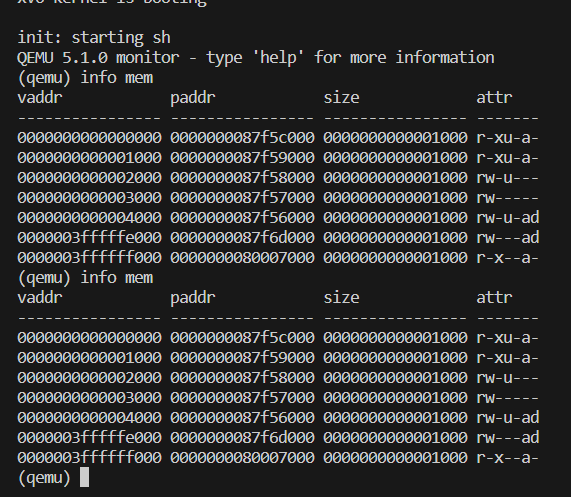 xv6 kernel is booting
init: starting sh
QEMU 5.1.0 monitor - type 'help' for more information
(qemu) info mem
vaddr            paddr            size             attr
---------------- ---------------- ---------------- -------
0000000000000000 0000000087f5c000 0000000000001000 r-xu-a-
0000000000001000 0000000087f59000 0000000000001000 r-xu-a-
0000000000002000 0000000087f58000 0000000000001000 rw-u---
0000000000003000 0000000087f57000 0000000000001000 rw-----
0000000000004000 0000000087f56000 0000000000001000 rw-u-ad
0000003fffffe000 0000000087f6d000 0000000000001000 rw---ad
0000003ffffff000 0000000080007000 0000000000001000 r-x--a-
(qemu) info mem
vaddr            paddr            size             attr
---------------- ---------------- ---------------- -------
0000000000000000 0000000087f5c000 0000000000001000 r-xu-a-
0000000000001000 0000000087f59000 0000000000001000 r-xu-a-
0000000000002000 0000000087f58000 0000000000001000 rw-u---
0000000000003000 0000000087f57000 0000000000001000 rw-----
0000000000004000 0000000087f56000 0000000000001000 rw-u-ad
0000003fffffe000 0000000087f6d000 0000000000001000 rw---ad
0000003ffffff000 0000000080007000 0000000000001000 r-x--a-
(qemu)